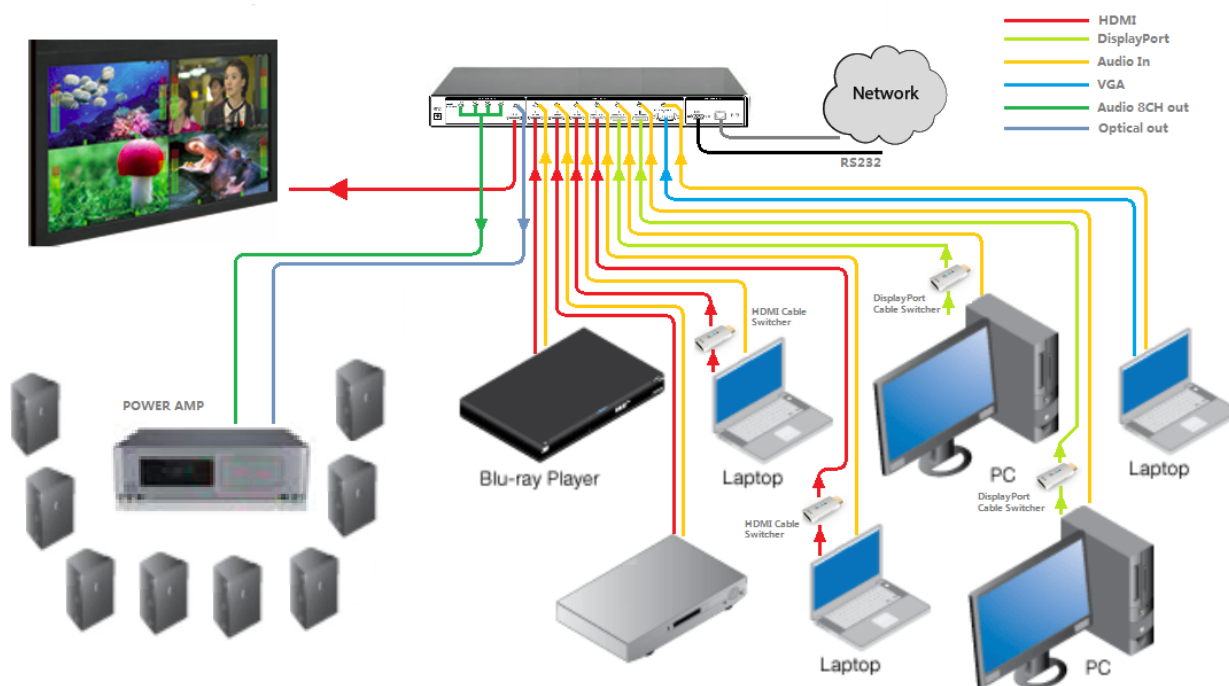 HDMI
DisplayPort
Audio In
VGA
Audio 8CH out
Optical out
Network
RS232
HDMI Cable
Switcher
DisplayPort
Cable Switcher
POWER AMP
Blu-ray Player
Laptop
PC
Laptop
DisplayPort
Cable Switcher
HDMI Cable
Switcher
Laptop
PC